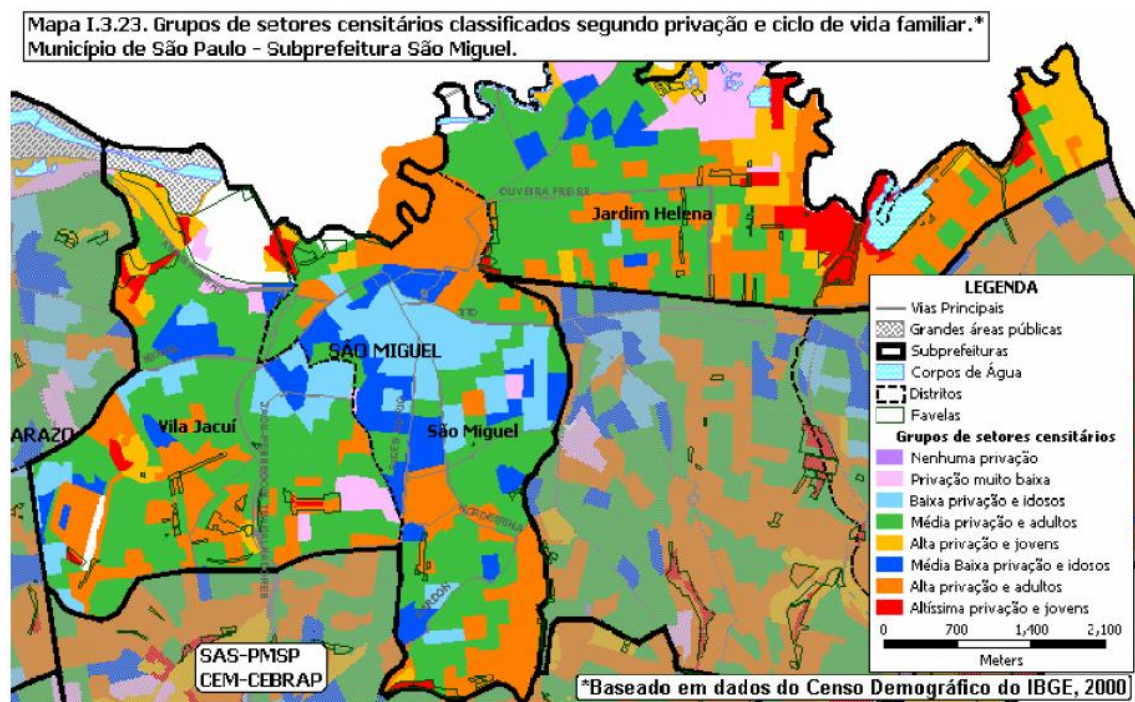 Mapa I.3.23. Grupos de setores censitários classificados segundo privação e ciclo de vida familiar.*
Município de São Paulo - Subprefeitura São Miguel.
OLIVEIRA FREIRE
Jardim Helena
SÃO MIGUEL
ARAZO
Vila Jacuí
São Miguel
NORDESTINA
LEGENDA
Vias Principais
Grandes áreas públicas
Subprefeituras
Corpos de Água
Distritos
Favelas
Grupos de setores censitários
Nenhuma privação
Privação muito baixa
Baixa privação e idosos
Média privação e adultos
Alta privação e jovens
Média Baixa privação e idosos
Alta privação e adultos
Altíssima privação e jovens
0 700 1,400 2,100
Meters
SAS-PMSP
CEM-CEBRAP
*Baseado em dados do Censo Demográfico do IBGE, 2000